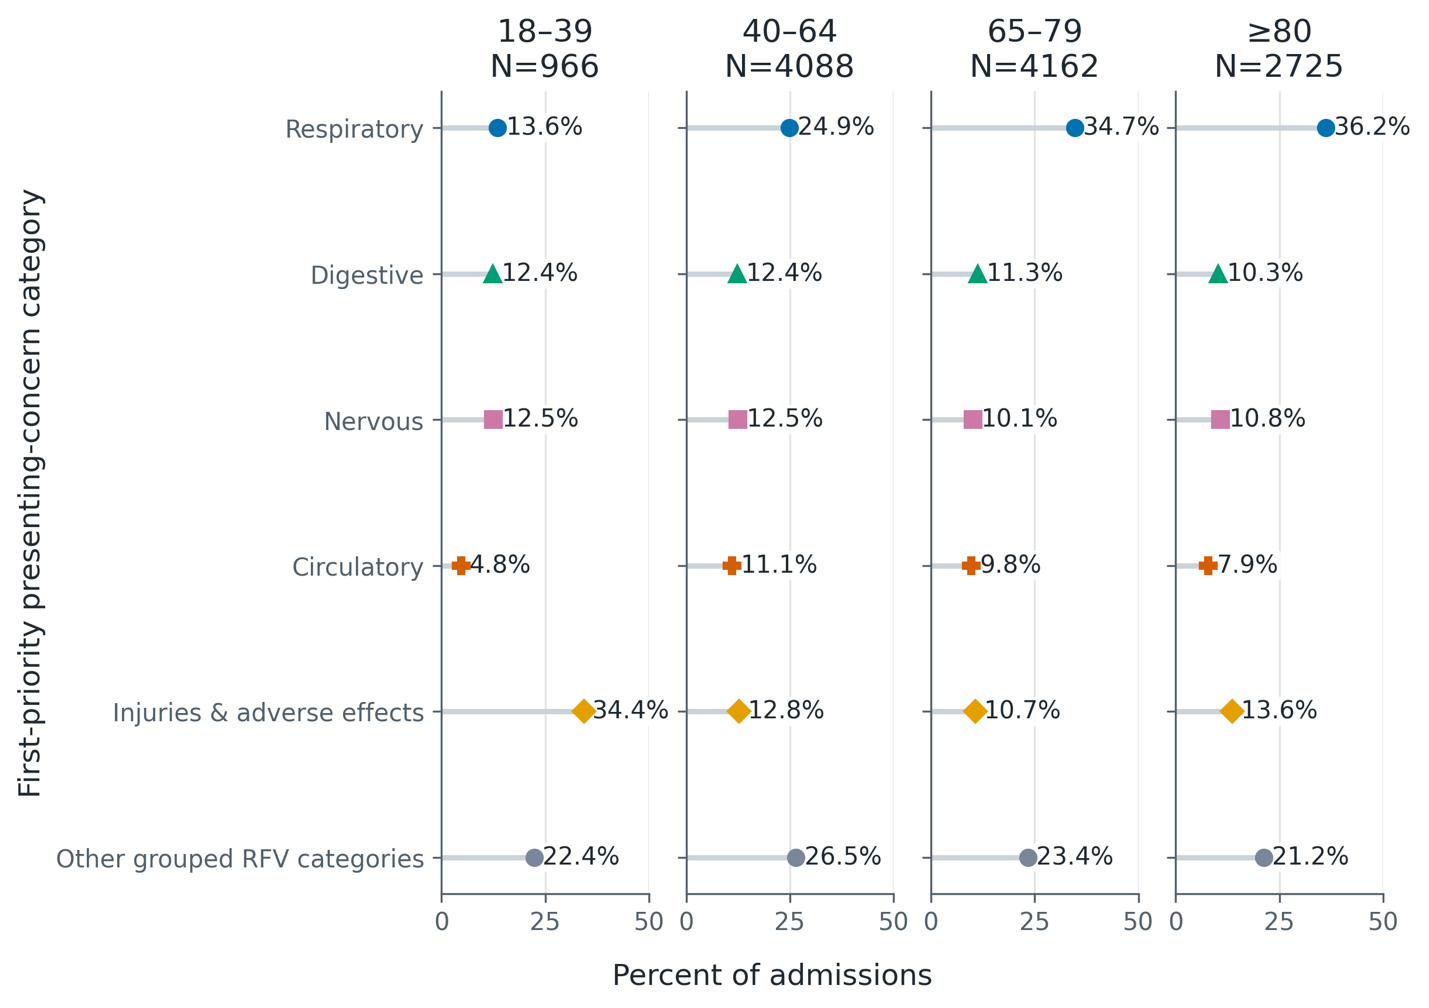 18–39
N=966
40–64
N=4088
65–79
N=4162
≥80
N=2725
First-priority presenting-concern category
Respiratory
13.6%
24.9%
34.7%
36.2%
Digestive
12.4%
12.4%
11.3%
10.3%
Nervous
12.5%
12.5%
10.1%
10.8%
Circulatory
4.8%
11.1%
9.8%
7.9%
Injuries & adverse effects
34.4%
12.8%
10.7%
13.6%
Other grouped RFV categories
22.4%
26.5%
23.4%
21.2%
0 25 50
0 25 50
0 25 50
0 25 50
Percent of admissions